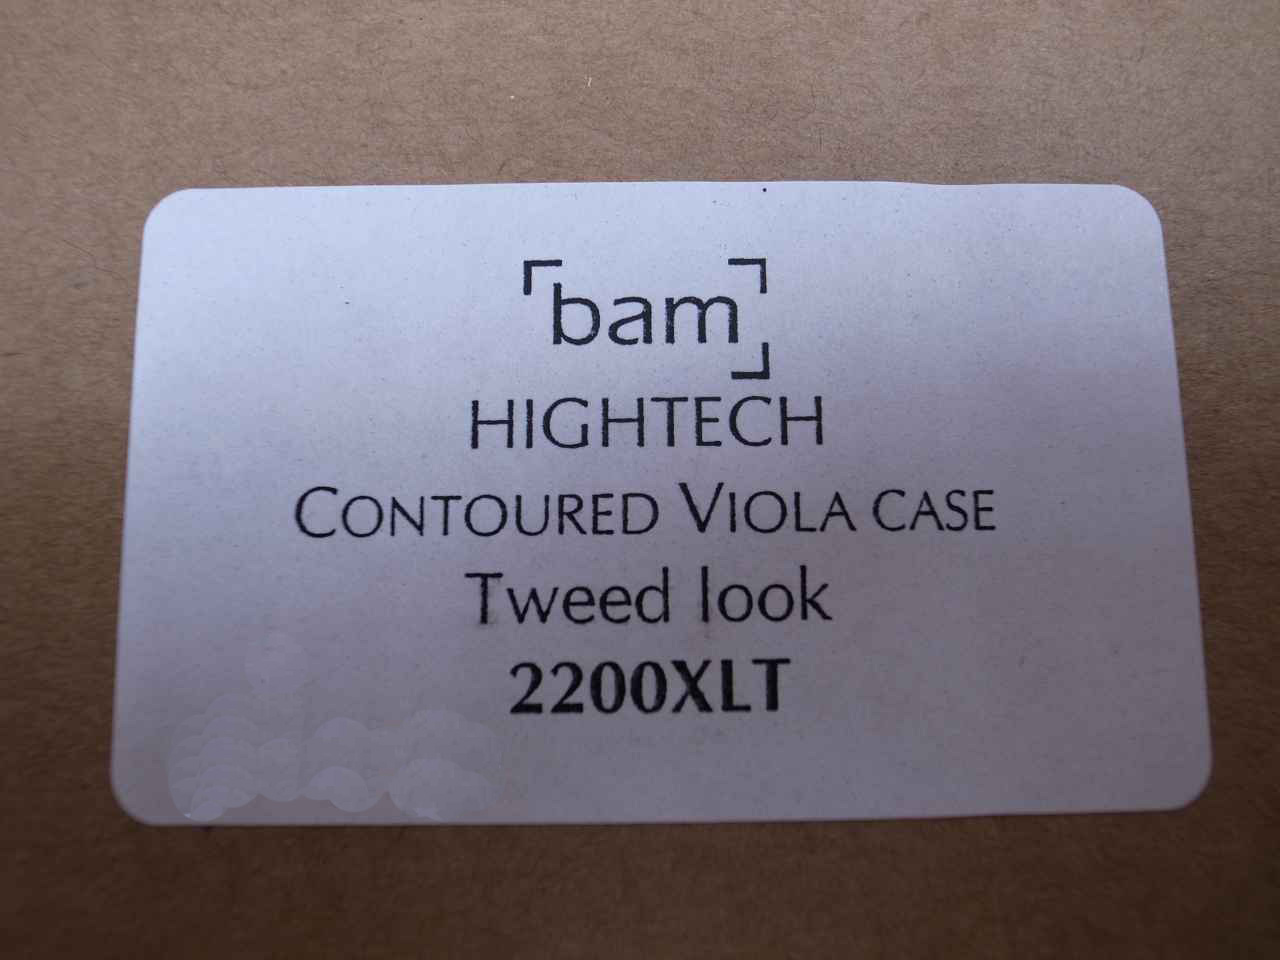 bam
HIGHTECH
CONTOURED VIOLA CASE
Tweed look
2200XLT